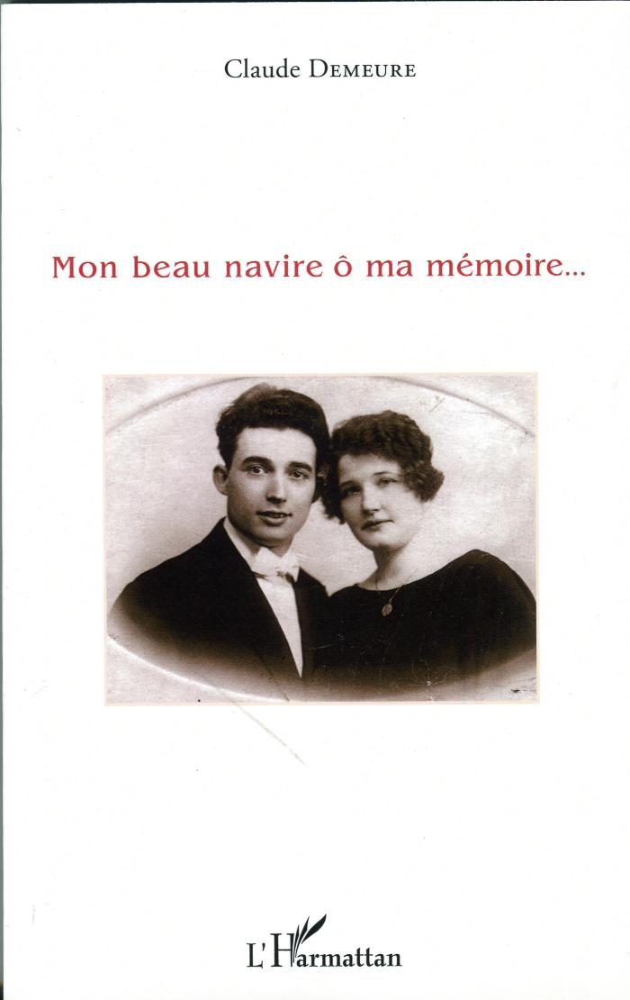 Claude DEMEURE
Mon beau navire ô ma mémoire...
L'Harmattan